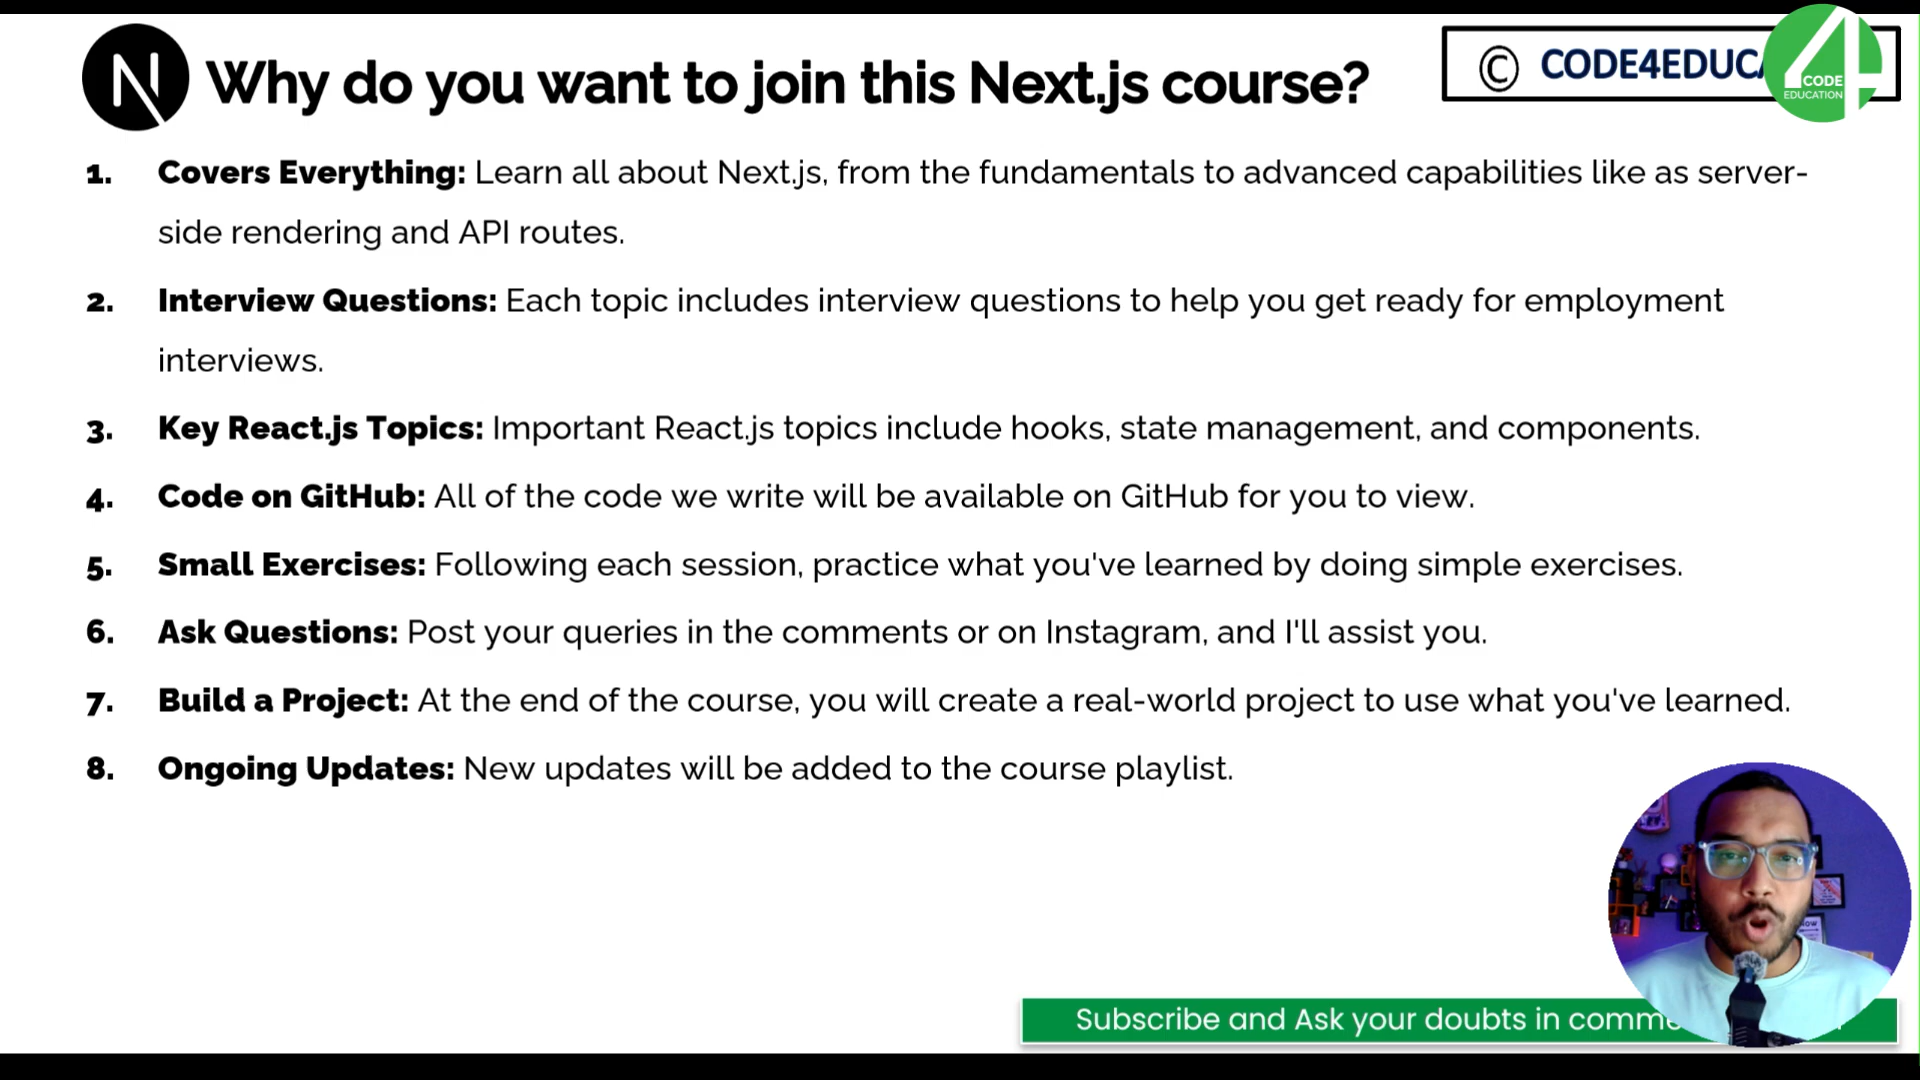 Why do you want to join this Next.js course?
© CODE4EDUCA
CODE
EDUCATION
1. Covers Everything: Learn all about Next.js, from the fundamentals to advanced capabilities like as server-
side rendering and API routes.
2. Interview Questions: Each topic includes interview questions to help you get ready for employment
interviews.
3. Key React.js Topics: Important React.js topics include hooks, state management, and components.
4. Code on GitHub: All of the code we write will be available on GitHub for you to view.
5. Small Exercises: Following each session, practice what you've learned by doing simple exercises.
6. Ask Questions: Post your queries in the comments or on Instagram, and I'll assist you.
7. Build a Project: At the end of the course, you will create a real-world project to use what you've learned.
8. Ongoing Updates: New updates will be added to the course playlist.
Subscribe and Ask your doubts in comme